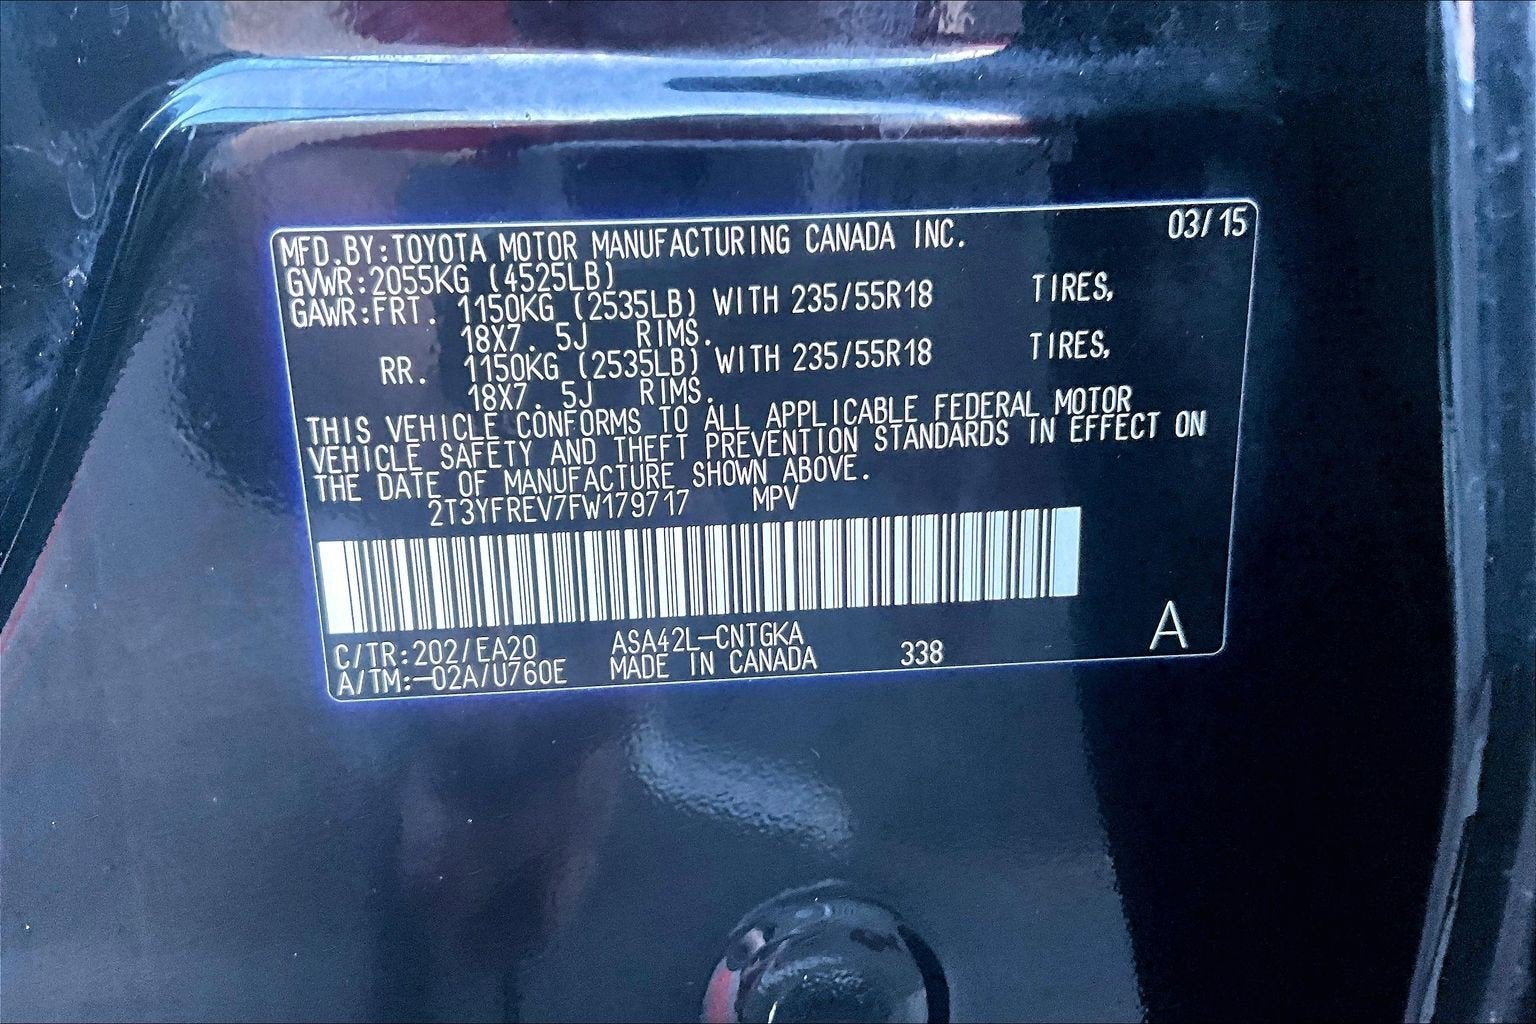 MFD.BY:TOYOTA MOTOR MANUFACTURING CANADA INC. 03/15
GVWR:2055KG (4525LB)
GAWR:FRT. 1150KG (2535LB) WITH 235/55R18 TIRES,
18X7.5J RIMS.
RR. 1150KG (2535LB) WITH 235/55R18 TIRES,
18X7.5J RIMS.
THIS VEHICLE CONFORMS TO ALL APPLICABLE FEDERAL MOTOR
VEHICLE SAFETY AND THEFT PREVENTION STANDARDS IN EFFECT ON
THE DATE OF MANUFACTURE SHOWN ABOVE.
2T3YFREV7FW179717 MPV
C/TR:202/EA20 ASA42L-CNTGKA 338 A
A/TM:-02A/U760E MADE IN CANADA